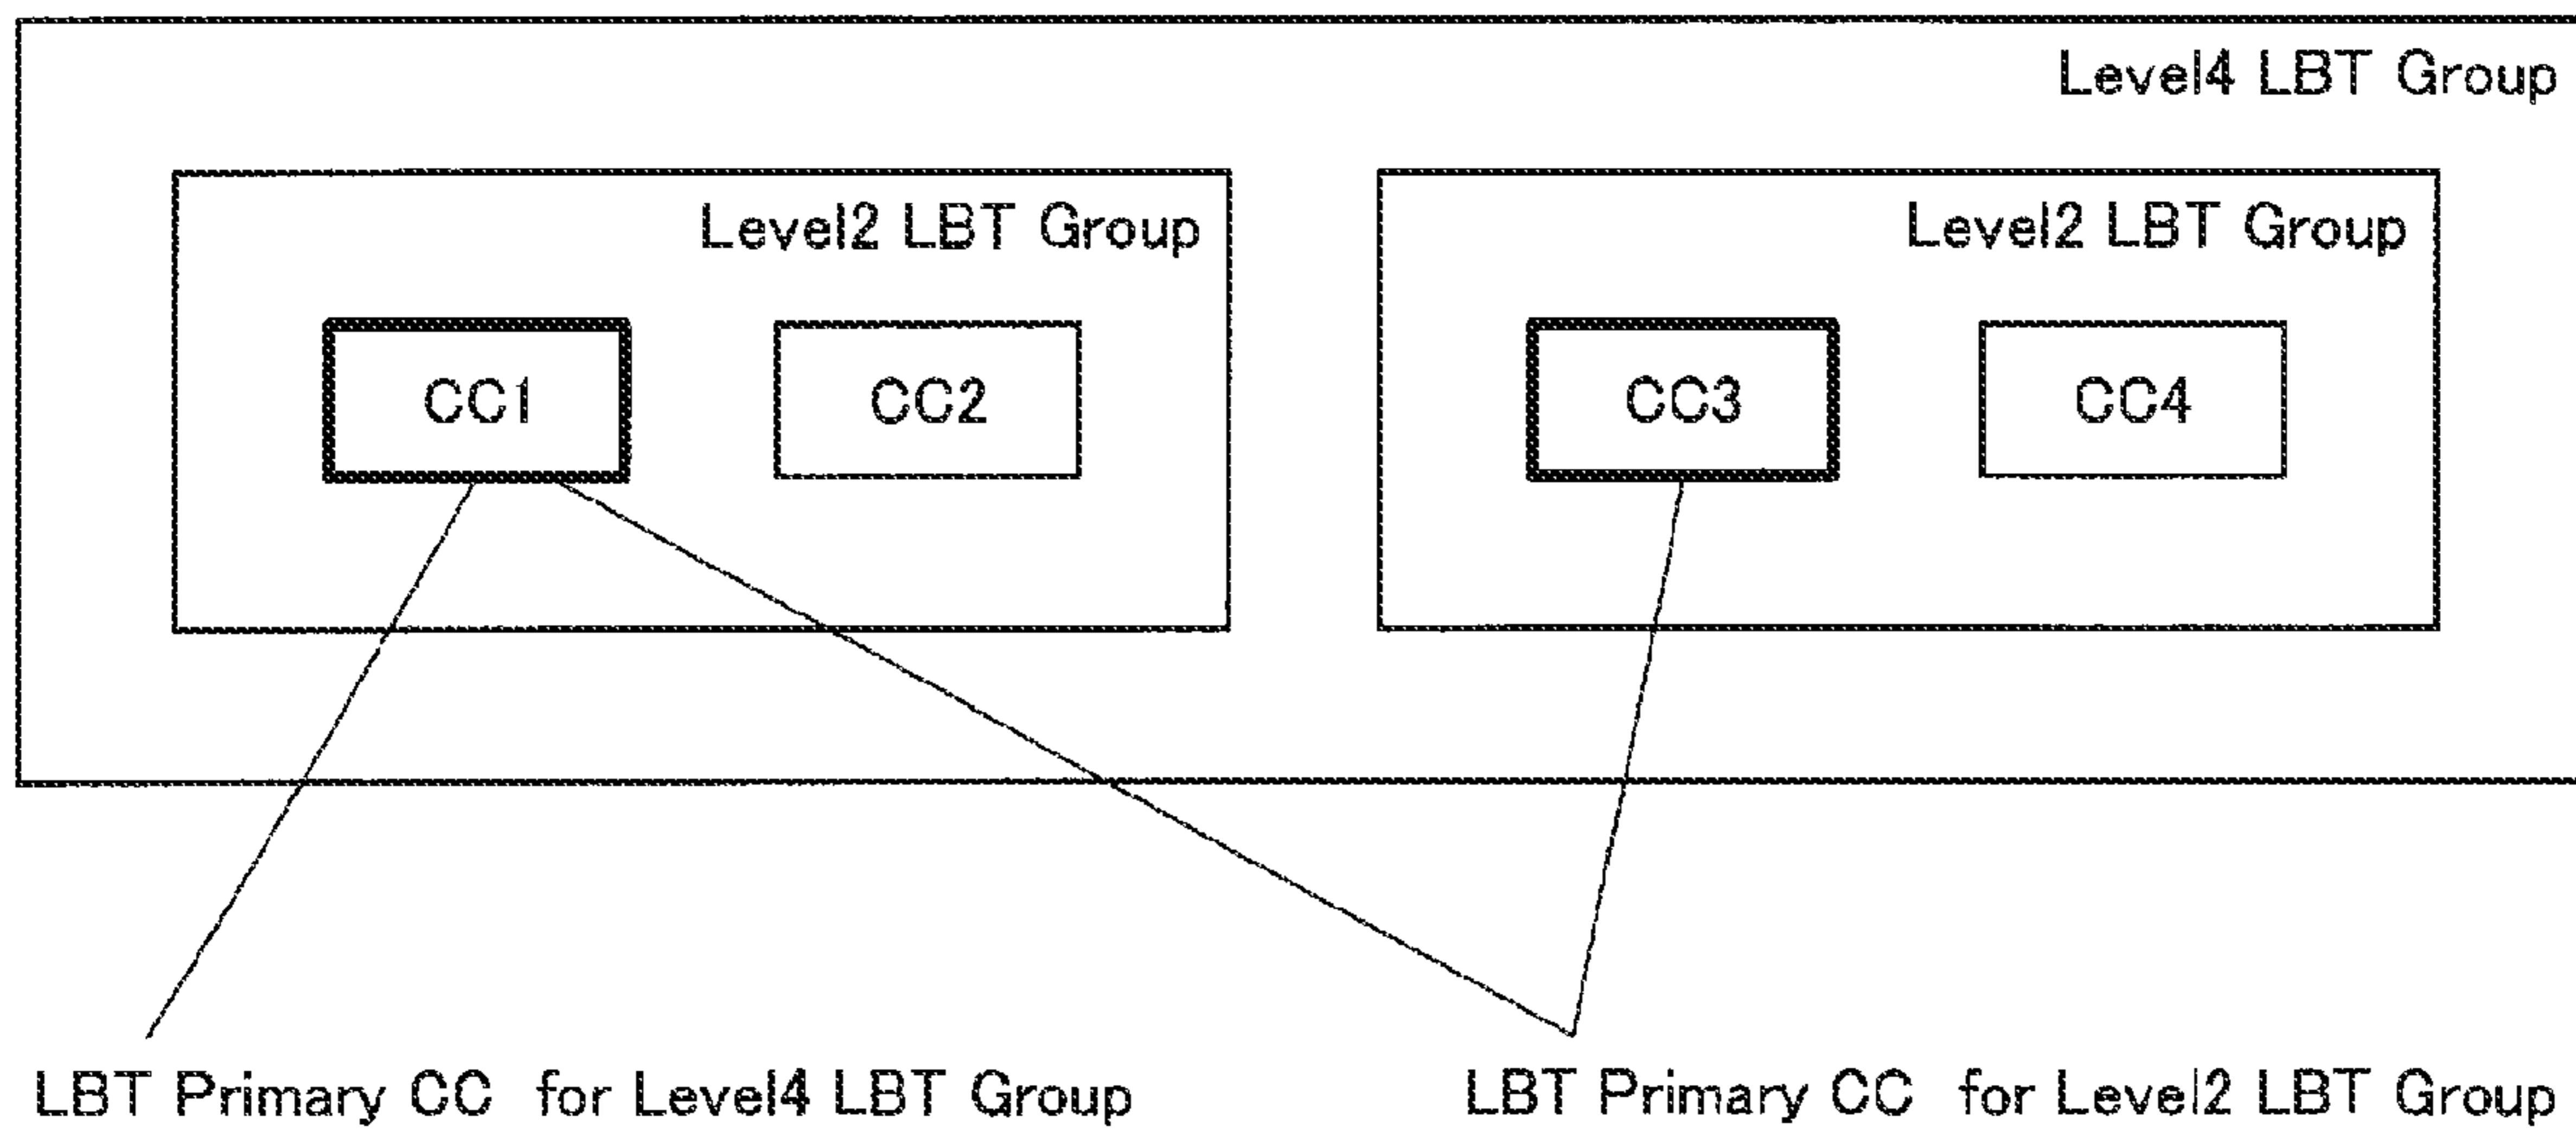 Level4 LBT Group
Level2 LBT Group
Level2 LBT Group
CC1
CC2
CC3
CC4
LBT Primary CC for Level4 LBT Group
LBT Primary CC for Level2 LBT Group